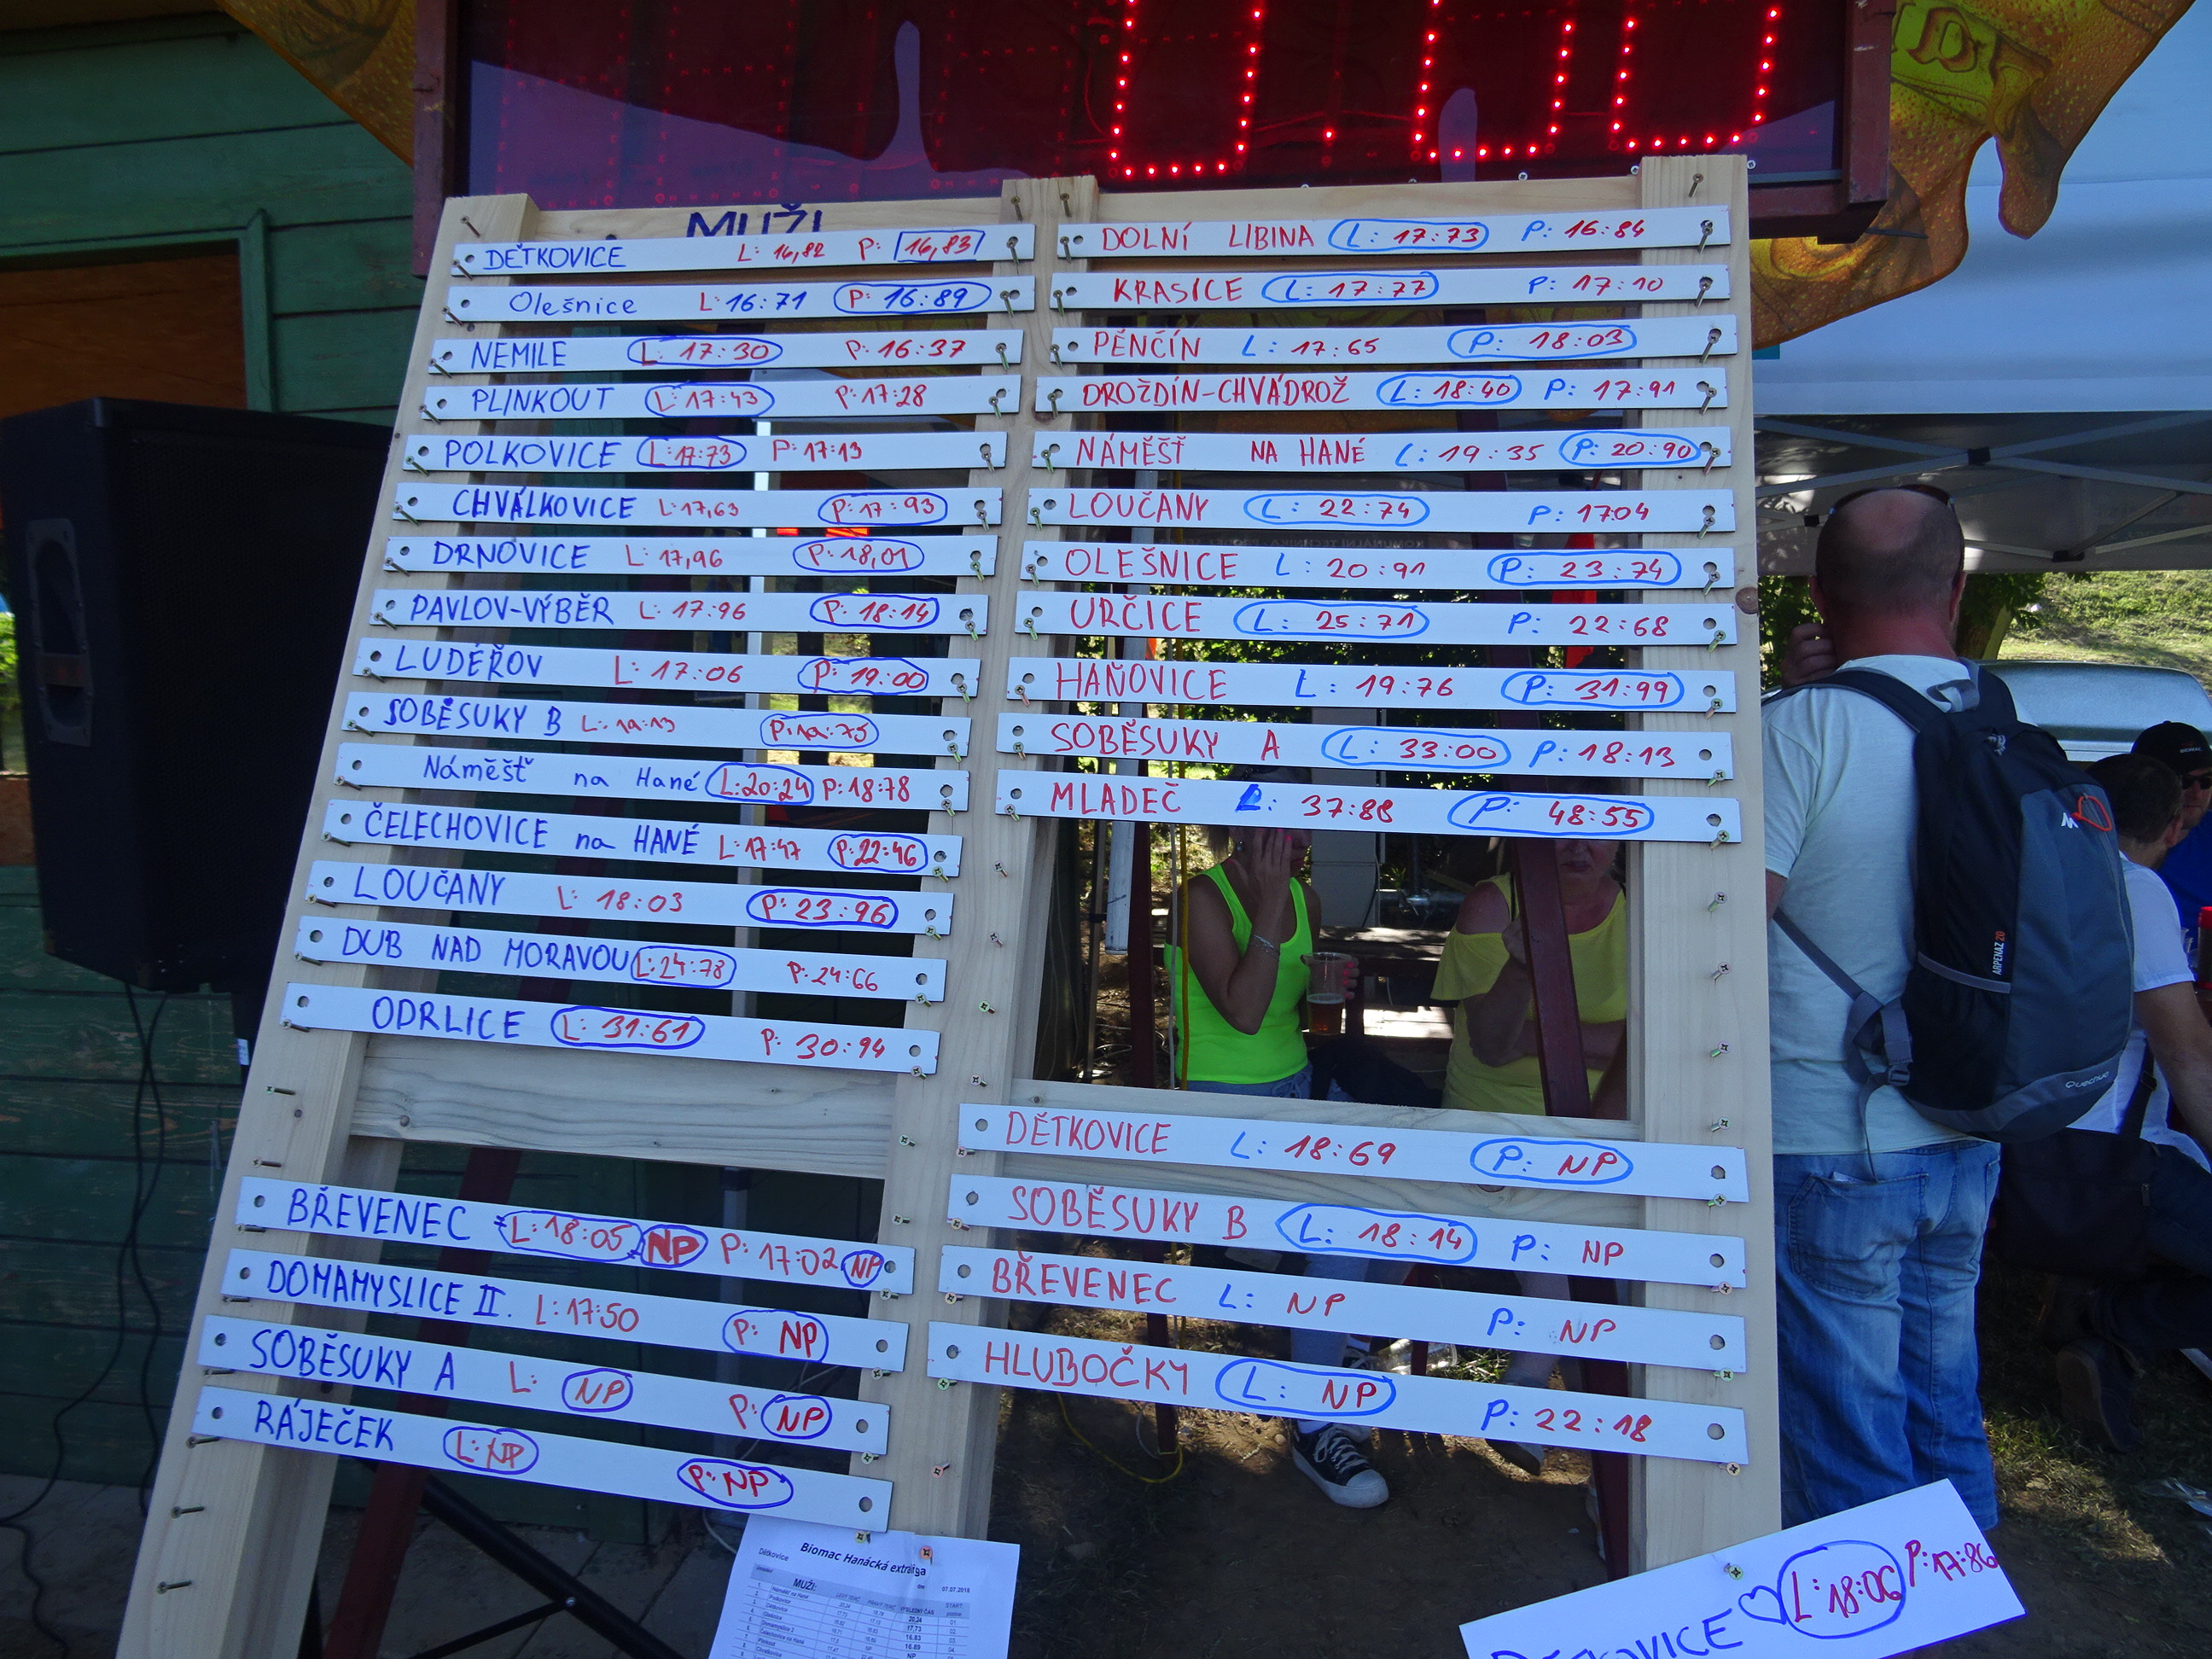 MUŽI
DĚTKOVICE L: 16,82 P: 16,83
Olešnice L: 16:71 P: 16:89
NEMILE L: 17:30 P: 16:37
PLINKOUT L: 17:43 P: 17:28
POLKOVICE L: 17:73 P: 17:13
CHVÁLKOVICE L: 17,63 P: 17:93
DRNOVICE L: 17,96 P: 18,01
PAVLOV-VÝBĚR L: 17:96 P: 18:14
LUDÉŘOV L: 17:06 P: 19:00
SOBĚSUKY B
Náměšť na Hané L: 20:24 P: 18:78
ČELECHOVICE na HANÉ L: 17:47 P: 22:46
LOUČANY L: 18:03 P: 23:96
DUB NAD MORAVOU L: 24:78 P: 24:66
ODRLICE L: 31:61 P: 30:94
BŘEVENEC L: 18:05 NP P: 17:02 NP
DOMAMYSLICE II. L: 17:50 P: NP
SOBĚSUKY A L: NP P: NP
RÁJEČEK L: NP P: NP
DOLNÍ LIBINA L: 17:73 P: 16:84
KRASICE L: 17:77 P: 17:10
PĚNČÍN L: 17:65 P: 18:03
DROŽDÍN-CHVÁDROŽ L: 18:40 P: 17:91
NÁMĚŠŤ NA HANÉ L: 19:35 P: 20:90
LOUČANY L: 22:74 P: 17:04
OLEŠNICE L: 20:91 P: 23:74
URČICE L: 25:71 P: 22:68
HAŇOVICE L: 19:76 P: 31:99
SOBĚSUKY A L: 33:00 P: 18:13
MLADEČ L: 37:88 P: 48:55
DĚTKOVICE L: 18:69 P: NP
SOBĚSUKY B L: 18:14 P: NP
BŘEVENEC L: NP P: NP
HLUBOČKY L: NP P: 22:18
DĚTKOVICE L: 18:06 P: 17:86
Biomac Hanácká extraliga
Dětkovice 07.07.2018
MUŽI:
ARPENAZ 20
Quechua